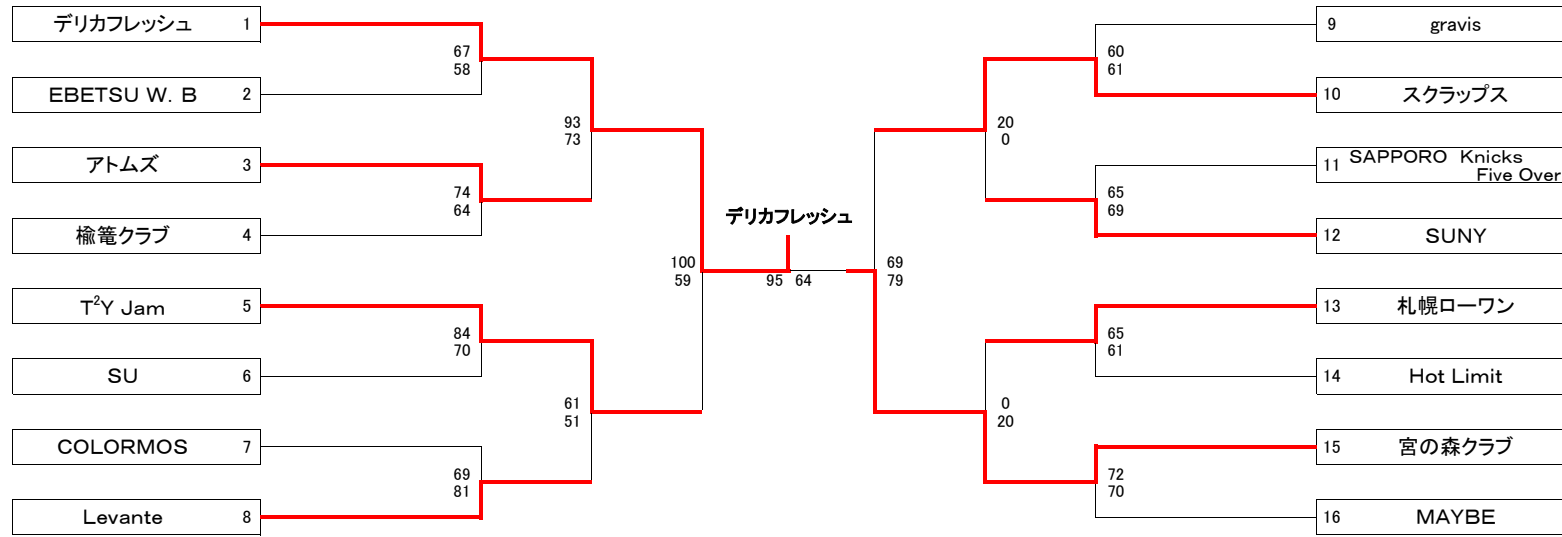 デリカフレッシュ 1
EBETSU W. B 2
アトムズ 3
楡篭クラブ 4
T²Y Jam 5
SU 6
COLORMOS 7
Levante 8
67
58
74
64
84
70
69
81
93
73
61
51
100
59
デリカフレッシュ
95 64
69
79
20
0
0
20
60
61
65
69
65
61
72
70
9 gravis
10 スクラップス
11 SAPPORO Knicks
Five Over
12 SUNY
13 札幌ローワン
14 Hot Limit
15 宮の森クラブ
16 MAYBE